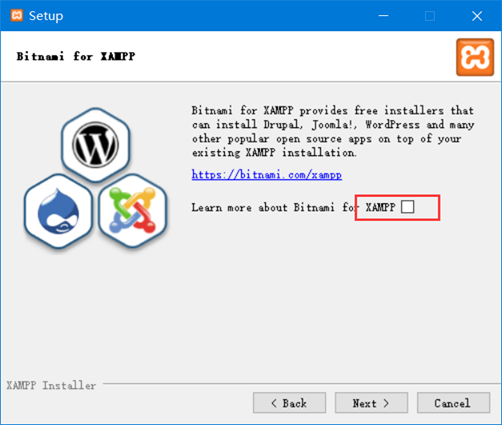 Setup
Bitnami for XAMPP
Bitnami for XAMPP provides free installers that
can install Drupal, Joomla!, WordPress and many
other popular open source apps on top of your
existing XAMPP installation.
https://bitnami.com/xampp
Learn more about Bitnami for XAMPP
XAMPP Installer
< Back
Next >
Cancel